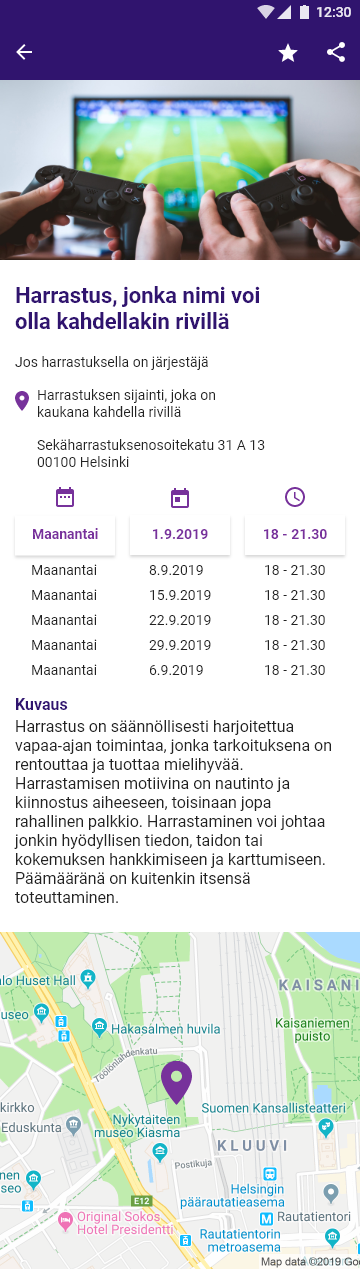 12:30
Harrastus, jonka nimi voi
olla kahdellakin rivillä
Jos harrastuksella on järjestäjä
Harrastuksen sijainti, joka on
kaukana kahdella rivillä
Sekäharrastuksenosoitekatu 31 A 13
00100 Helsinki
Maanantai 1.9.2019 18 - 21.30
Maanantai 8.9.2019 18 - 21.30
Maanantai 15.9.2019 18 - 21.30
Maanantai 22.9.2019 18 - 21.30
Maanantai 29.9.2019 18 - 21.30
Maanantai 6.9.2019 18 - 21.30
Kuvaus
Harrastus on säännöllisesti harjoitettua
vapaa-ajan toimintaa, jonka tarkoituksena on
rentouttaa ja tuottaa mielihyvää.
Harrastamisen motiivina on nautinto ja
kiinnostus aiheeseen, toisinaan jopa
rahallinen palkkio. Harrastaminen voi johtaa
jonkin hyödyllisen tiedon, taidon tai
kokemuksen hankkimiseen ja karttumiseen.
Päämääränä on kuitenkin itsensä
toteuttaminen.
alo Huset Hall
KAISANI
useo
Hakasalmen huvila
Kaisaniemen
puisto
Töölönlahdenkatu
kirkko
Nykytaiteen
museo Kiasma
Suomen Kansallisteatteri
Eduskunta
KLUUVI
Postikuja
nen
seo
Helsingin
päärautatieasema
E12
Original Sokos
Hotel Presidentti
M
Rautatientori
Rautatientori
metroasema
Map data ©2019 Goo